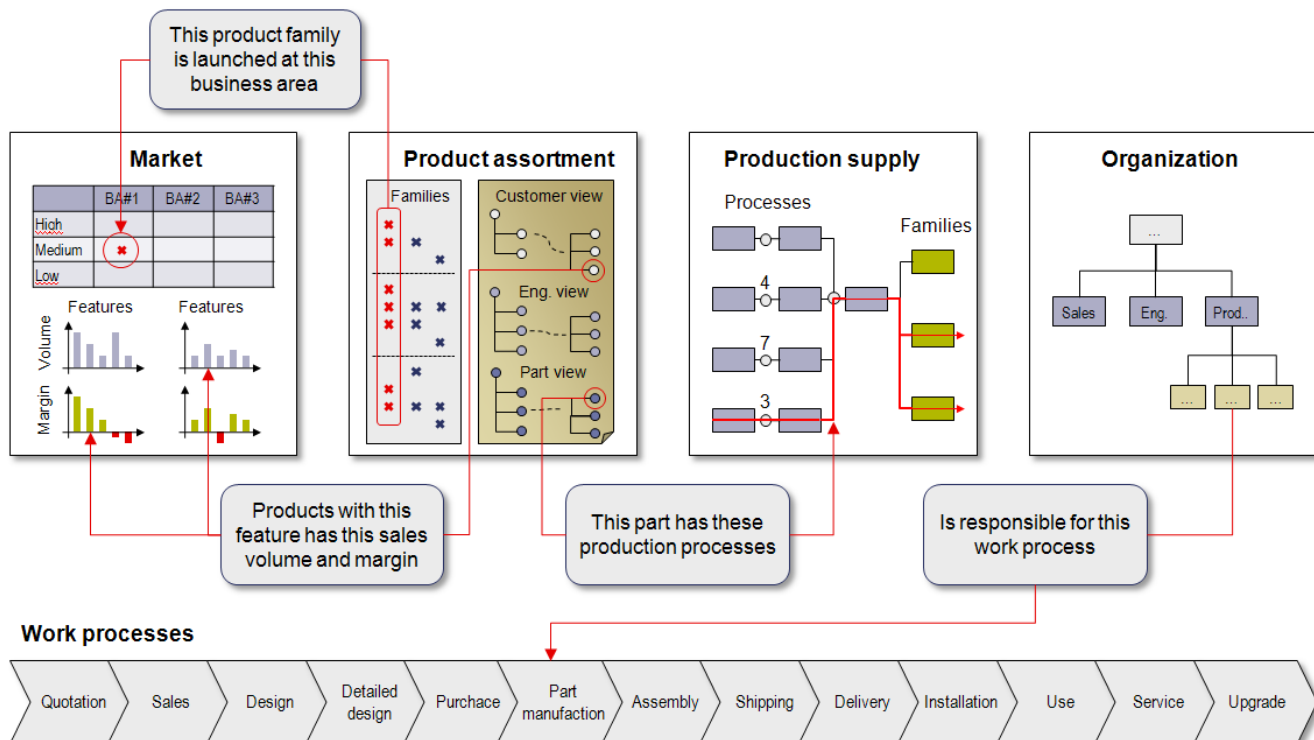 This product family
is launched at this
business area
Market
BA#1 BA#2 BA#3
High
Medium
Low
Features Features
Volume
Margin
Product assortment
Families
Customer view
Eng. view
Part view
Production supply
Processes
Families
4
7
3
Organization
...
Sales Eng. Prod..
... ... ...
Products with this
feature has this sales
volume and margin
This part has these
production processes
Is responsible for this
work process
Work processes
Quotation
Sales
Design
Detailed
design
Purchace
Part
manufaction
Assembly
Shipping
Delivery
Installation
Use
Service
Upgrade